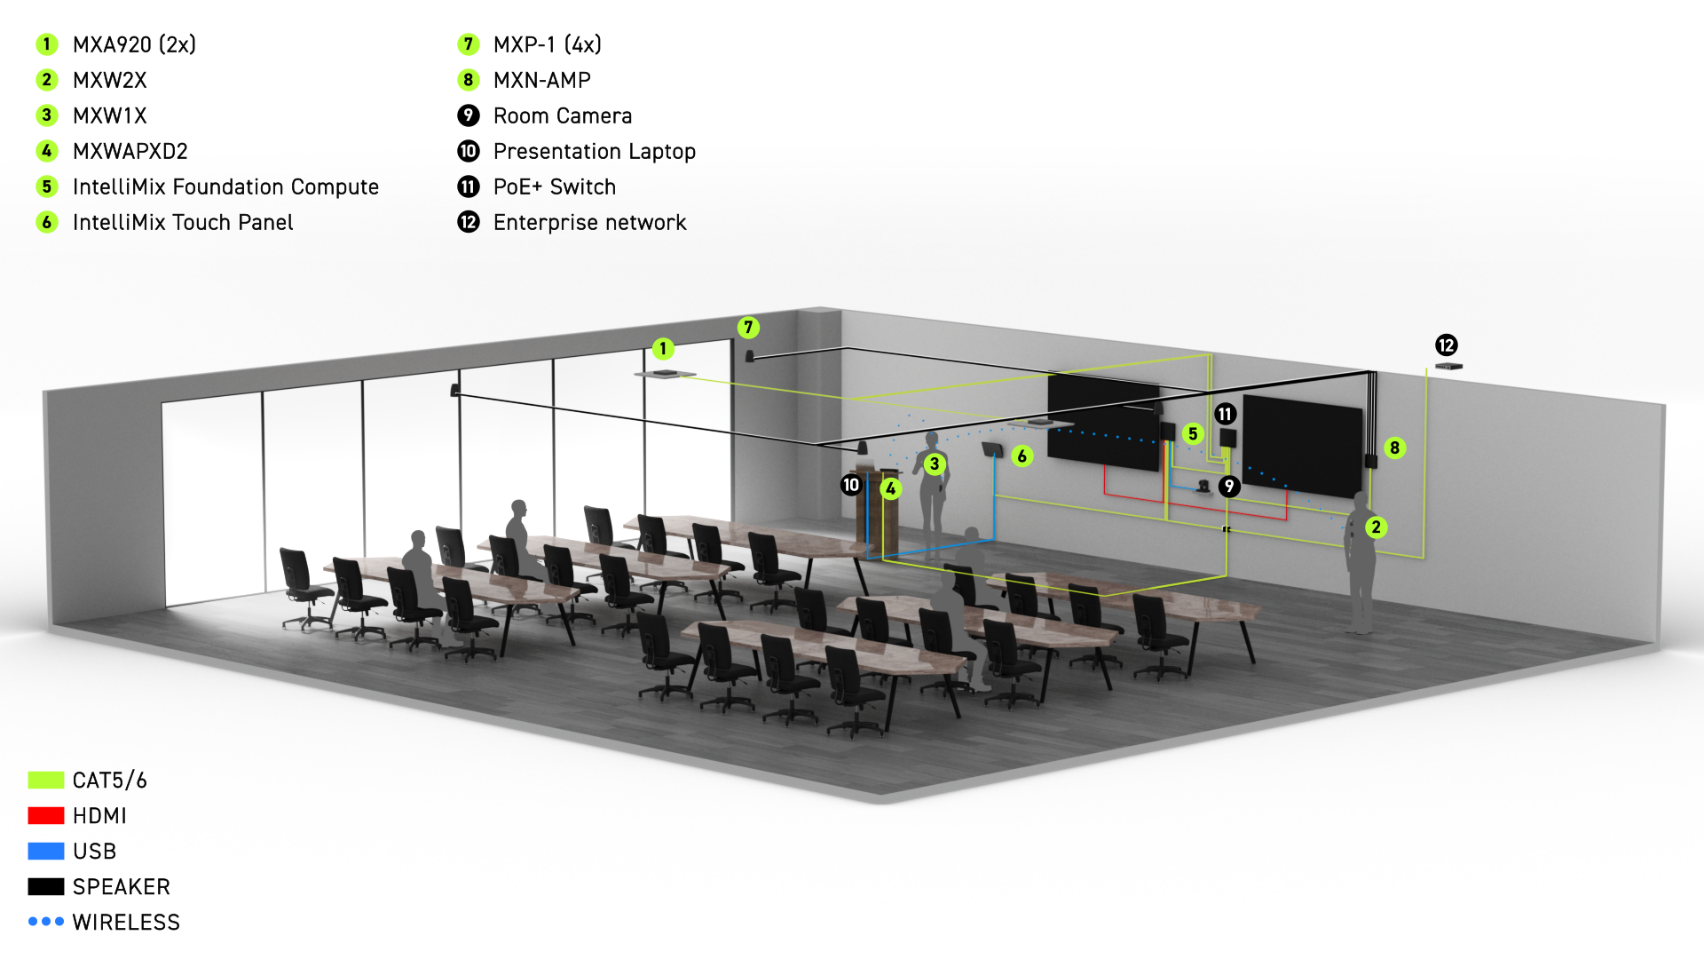 1 MXA920 (2x)
2 MXW2X
3 MXW1X
4 MXWAPXD2
5 IntelliMix Foundation Compute
6 IntelliMix Touch Panel
7 MXP-1 (4x)
8 MXN-AMP
9 Room Camera
10 Presentation Laptop
11 PoE+ Switch
12 Enterprise network
7
1
12
11
5
8
6
3
10
4
9
2
CAT5/6
HDMI
USB
SPEAKER
WIRELESS